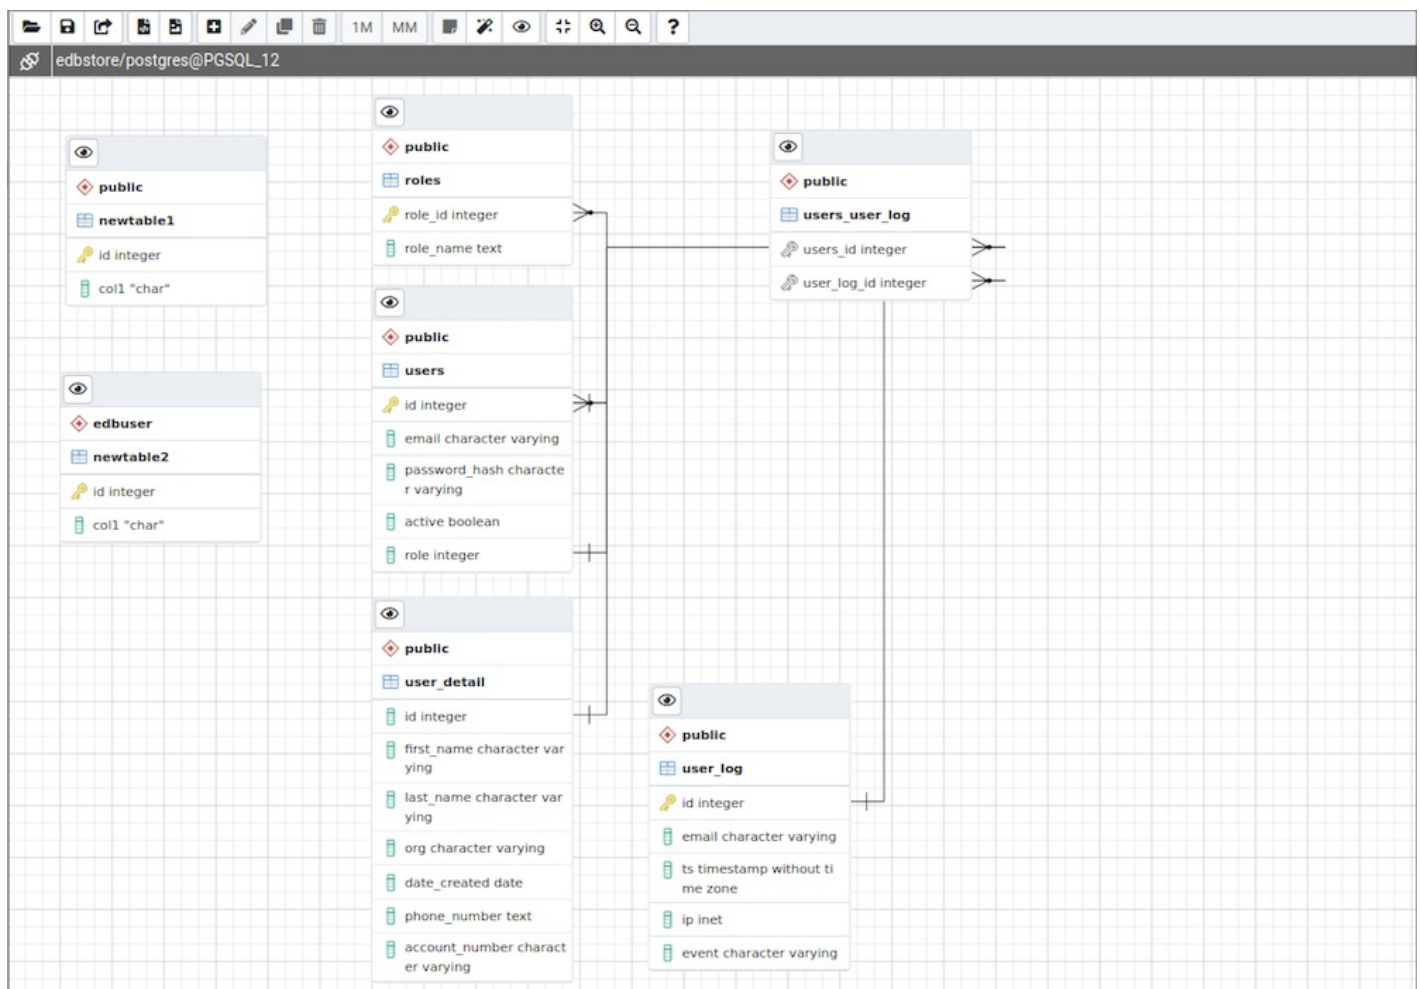 1M MM ?
edbstore/postgres@PGSQL_12
public
newtable1
id integer
col1 "char"
edbuser
newtable2
id integer
col1 "char"
public
roles
role_id integer
role_name text
public
users
id integer
email character varying
password_hash characte
r varying
active boolean
role integer
public
user_detail
id integer
first_name character var
ying
last_name character var
ying
org character varying
date_created date
phone_number text
account_number charact
er varying
public
users_user_log
users_id integer
user_log_id integer
public
user_log
id integer
email character varying
ts timestamp without ti
me zone
ip inet
event character varying